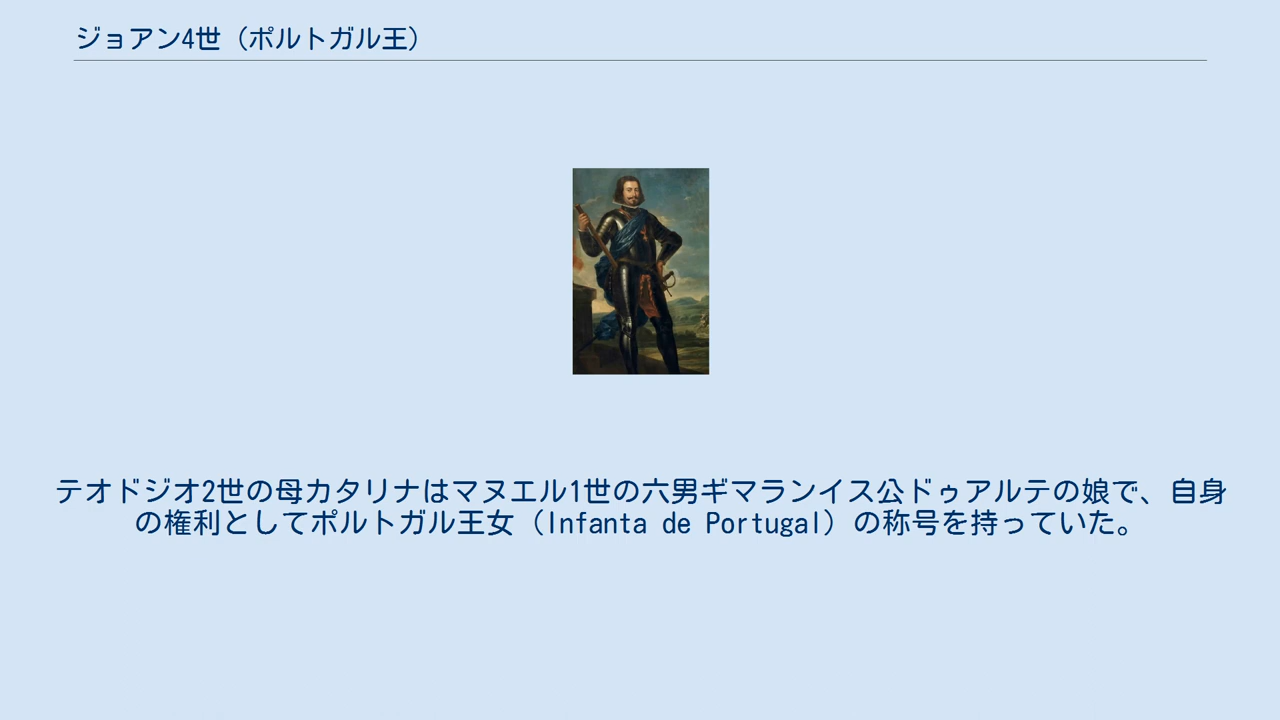 ジョアン4世（ポルトガル王）
テオドジオ2世の母カタリナはマヌエル1世の六男ギマランイス公ドゥアルテの娘で、自身
の権利としてポルトガル王女（Infanta de Portugal）の称号を持っていた。